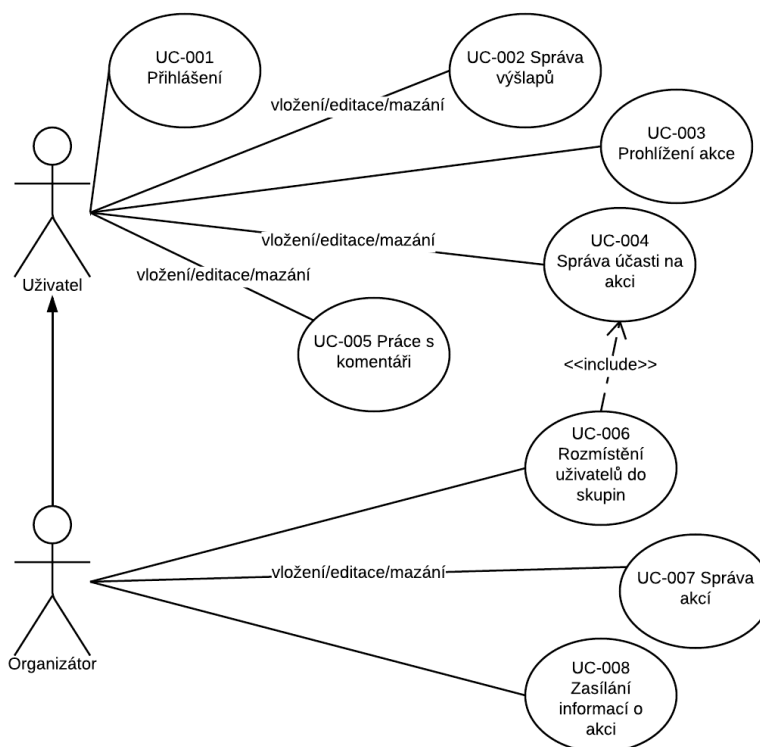 UC-001
Přihlášení
UC-002 Správa
výšlapů
vložení/editace/mazání
UC-003
Prohlížení akce
vložení/editace/mazání
UC-004
Správa účasti na
akci
Uživatel
vložení/editace/mazání
UC-005 Práce s
komentáři
<<include>>
UC-006
Rozmístění
uživatelů do
skupin
vložení/editace/mazání
UC-007 Správa
akcí
Organizátor
UC-008
Zasílání
informací o
akci